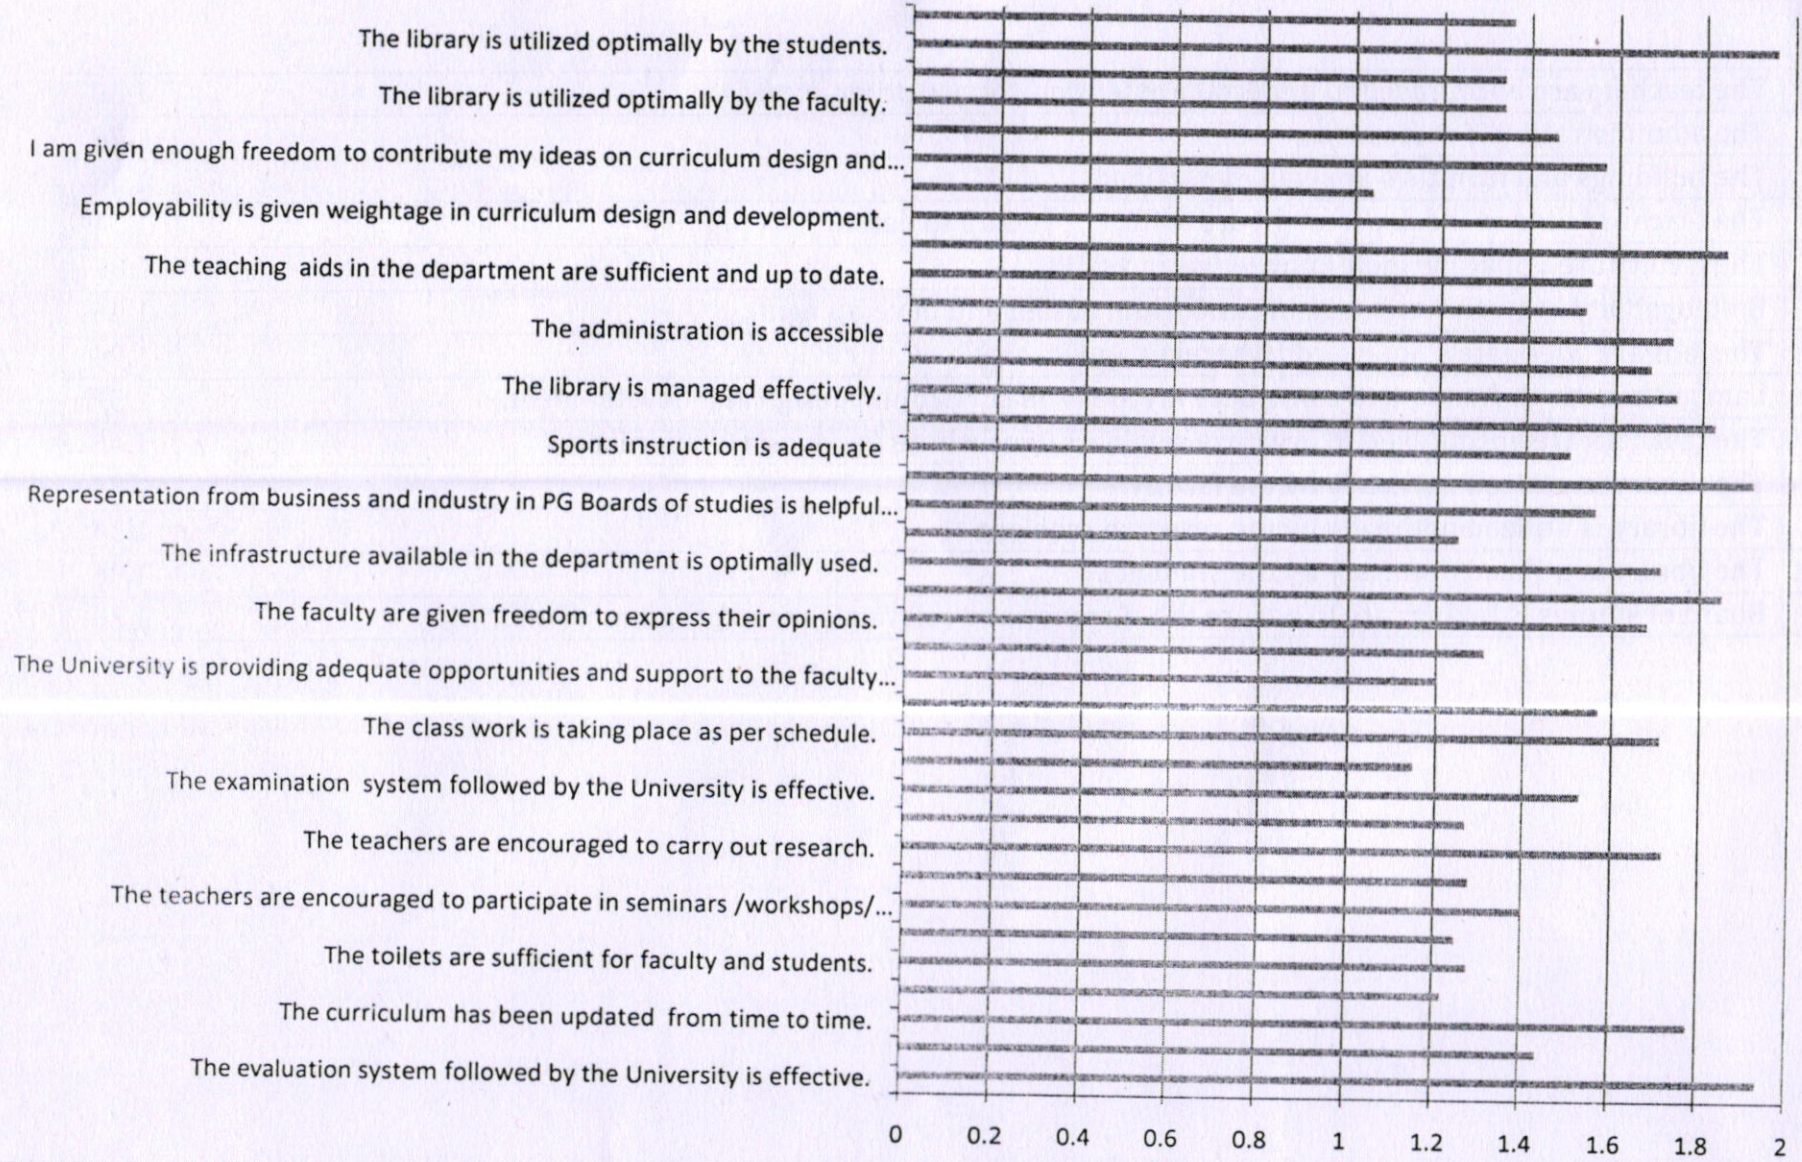 The library is utilized optimally by the students.
The library is utilized optimally by the faculty.
I am given enough freedom to contribute my ideas on curriculum design and...
Employability is given weightage in curriculum design and development.
The teaching aids in the department are sufficient and up to date.
The administration is accessible
The library is managed effectively.
Sports instruction is adequate
Representation from business and industry in PG Boards of studies is helpful...
The infrastructure available in the department is optimally used.
The faculty are given freedom to express their opinions.
The University is providing adequate opportunities and support to the faculty...
The class work is taking place as per schedule.
The examination system followed by the University is effective.
The teachers are encouraged to carry out research.
The teachers are encouraged to participate in seminars /workshops/...
The toilets are sufficient for faculty and students.
The curriculum has been updated from time to time.
The evaluation system followed by the University is effective.
0 0.2 0.4 0.6 0.8 1 1.2 1.4 1.6 1.8 2